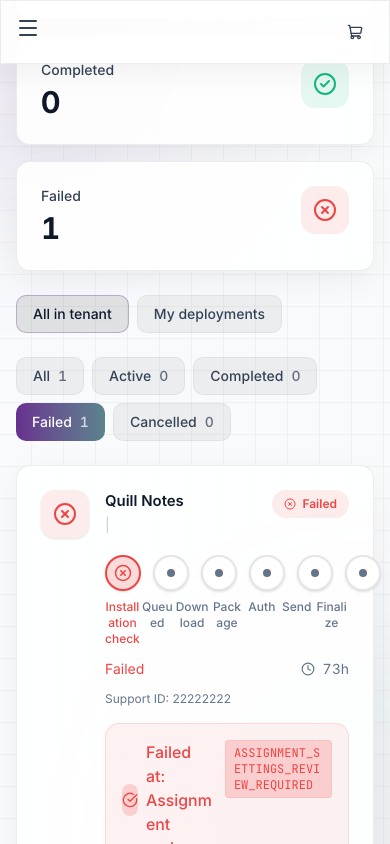 Completed
0
Failed
1
All in tenant
My deployments
All 1
Active 0
Completed 0
Failed 1
Cancelled 0
Quill Notes
Failed
Install
ation
check
Queu
ed
Down
load
Pack
age
Auth
Send
Finali
ze
Failed
73h
Support ID: 22222222
Failed
at:
Assignm
ent
ASSIGNMENT_S
ETTINGS_REVI
EW_REQUIRED